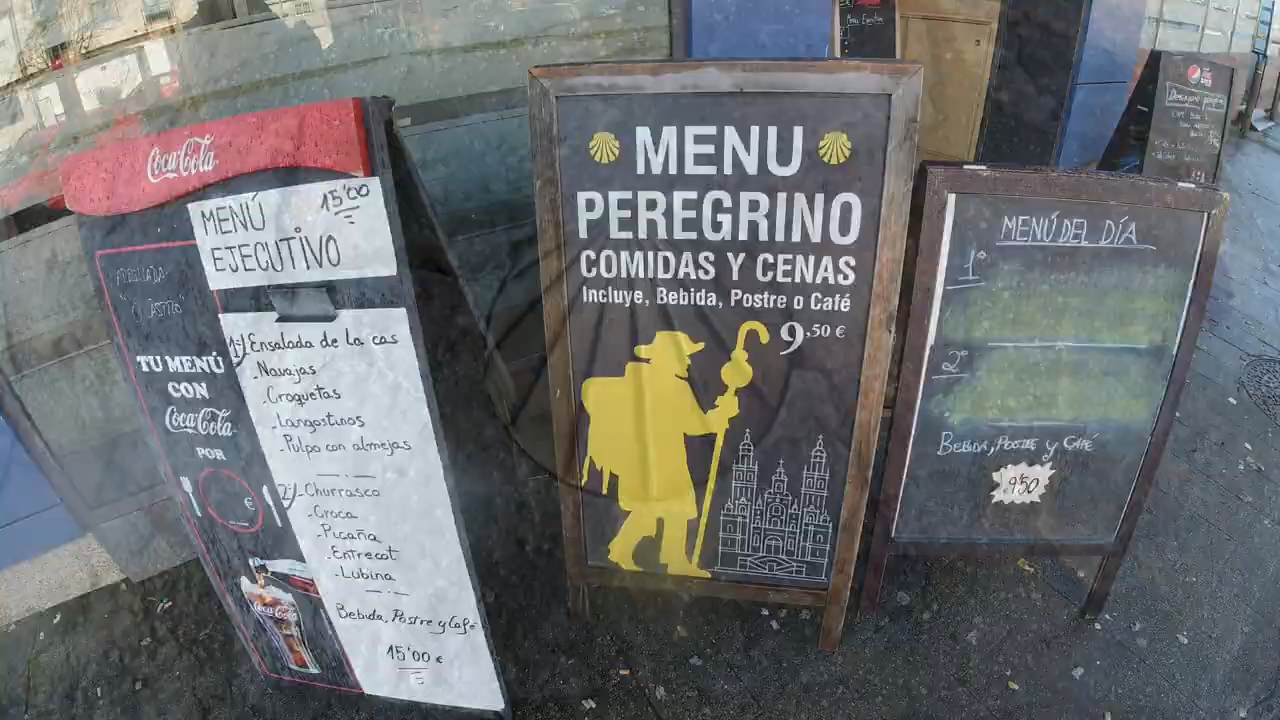 Coca-Cola
MENÚ 15'00
EJECUTIVO
TU MENÚ
CON
Coca-Cola
POR
€
Coca-Cola
1º Ensalada de la cas
- Navajas
- Croquetas
- Langostinos
- Pulpo con almejas
2º Churrasco
- Croca
- Picaña
- Entrecot
- Lubina
Bebida, Postre y Café
15'00 €
MENU
PEREGRINO
COMIDAS Y CENAS
Incluye, Bebida, Postre o Café
9,50 €
MENÚ DEL DÍA
1º
2º
BEBIDA, POSTRE y CAFÉ
9'50